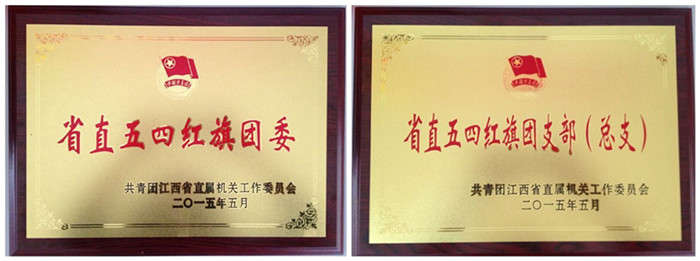 省直五四红旗团委
共青团江西省直属机关工作委员会
二〇一五年五月
省直五四红旗团支部（总支）
共青团江西省直属机关工作委员会
二〇一五年五月